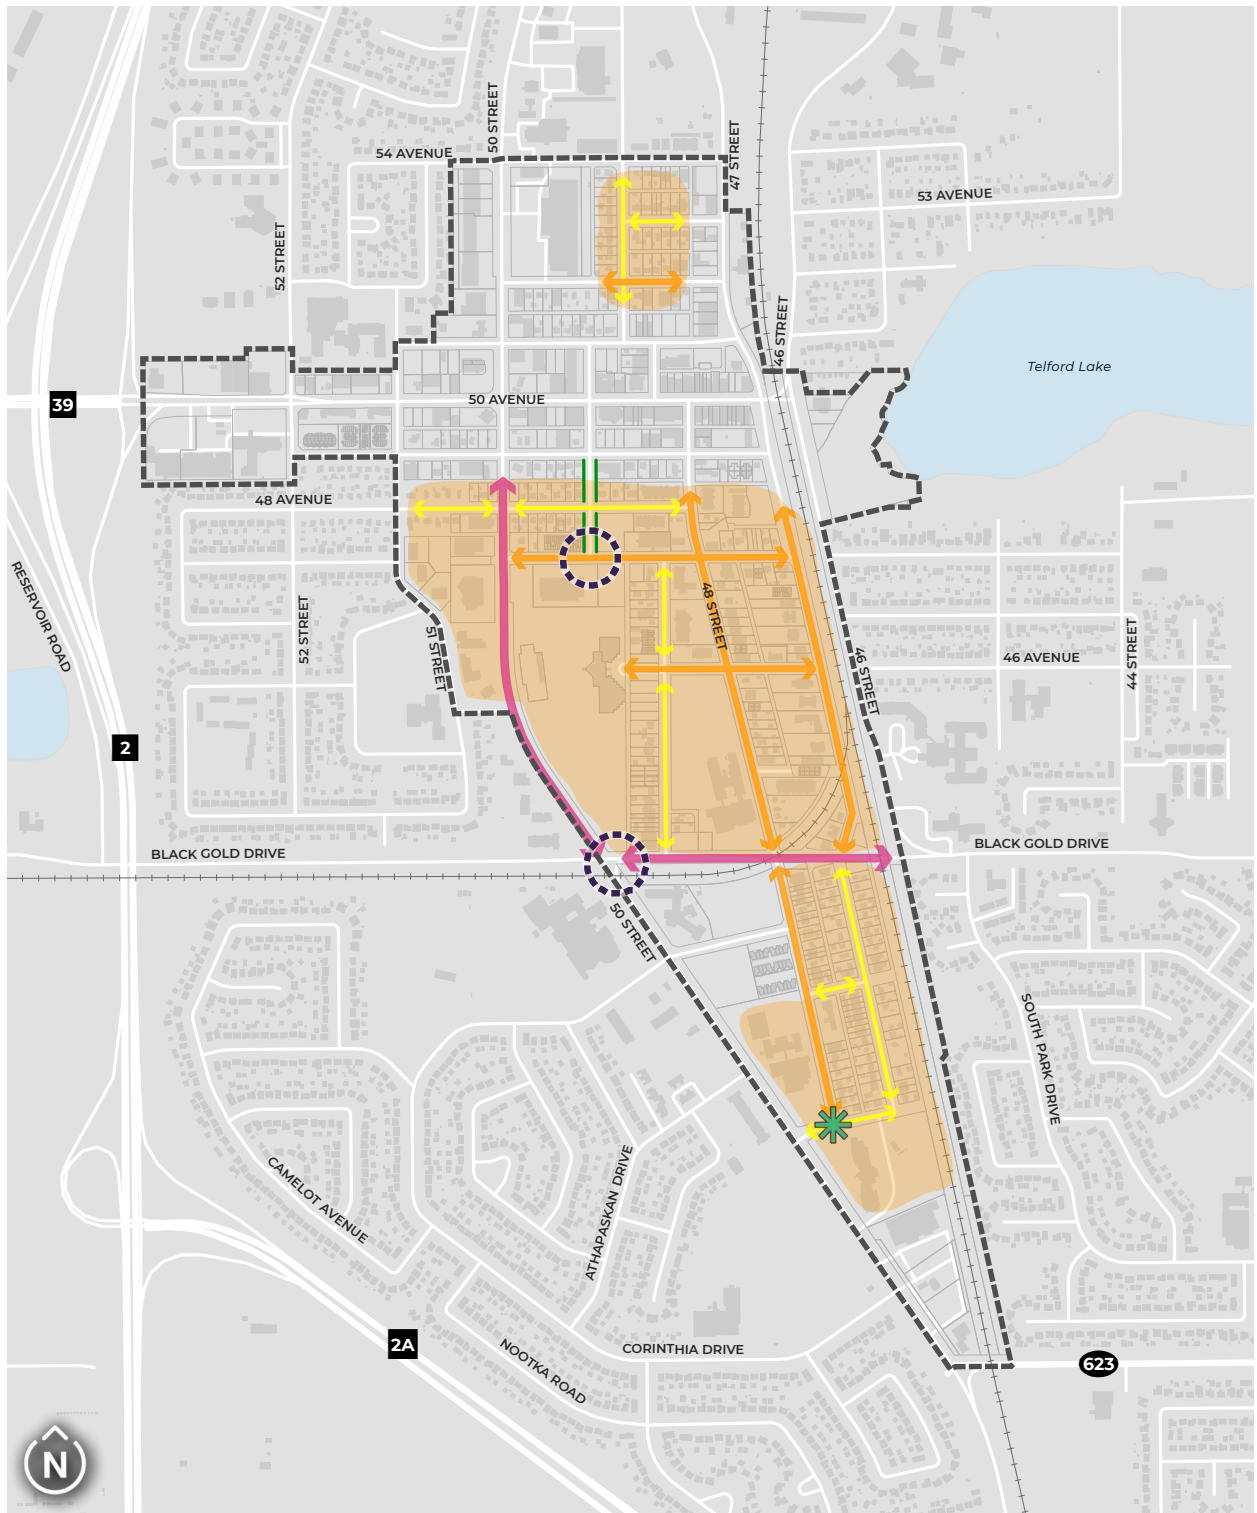 50 STREET
47 STREET
54 AVENUE
53 AVENUE
52 STREET
46 STREET
Telford Lake
39
50 AVENUE
48 AVENUE
RESERVOIR ROAD
52 STREET
51 STREET
48 STREET
46 STREET
46 AVENUE
44 STREET
2
BLACK GOLD DRIVE
BLACK GOLD DRIVE
50 STREET
SOUTH PARK DRIVE
CAMELOT AVENUE
ATHAPASKAN DRIVE
2A
NOOTKA ROAD
CORINTHIA DRIVE
623
N